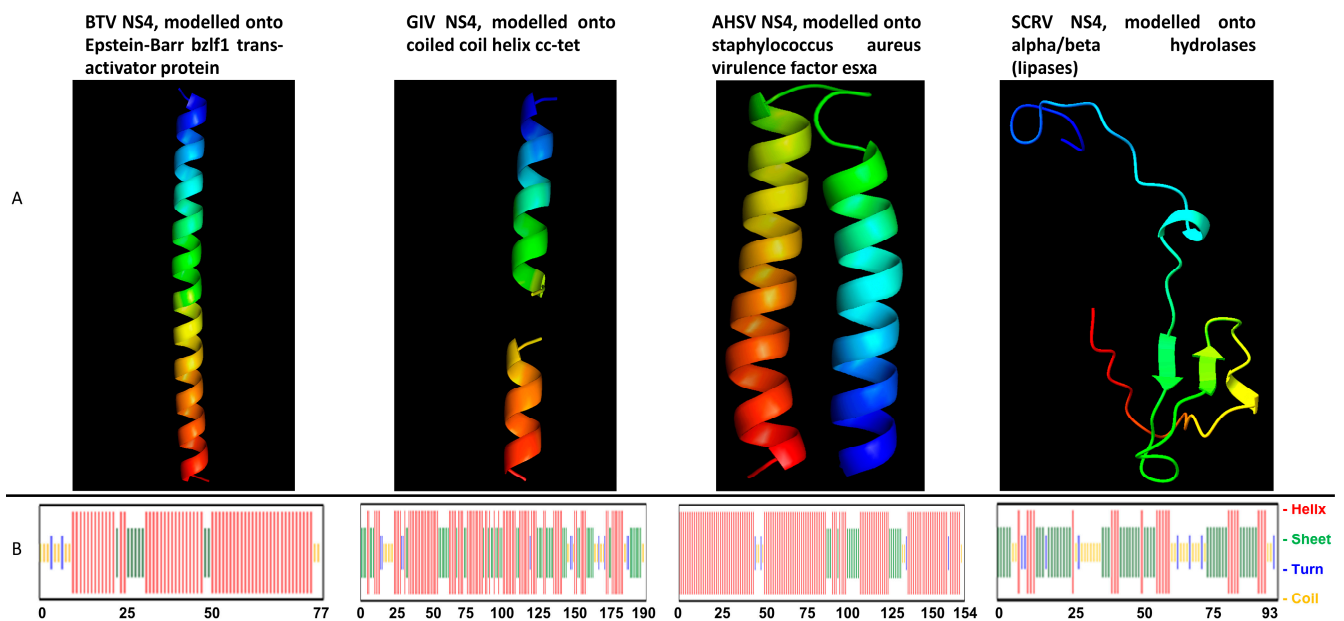 BTV NS4, modelled onto
Epstein-Barr bzlf1 trans-
activator protein
GIV NS4, modelled onto
coiled coil helix cc-tet
AHSV NS4, modelled onto
staphylococcus aureus
virulence factor esxa
SCRV NS4, modelled onto
alpha/beta hydrolases
(lipases)
A
B
- Helix
- Sheet
- Turn
- Coil
0 25 50 77
0 25 50 75 100 125 150 190
0 25 50 75 100 150 154
0 25 50 75 93